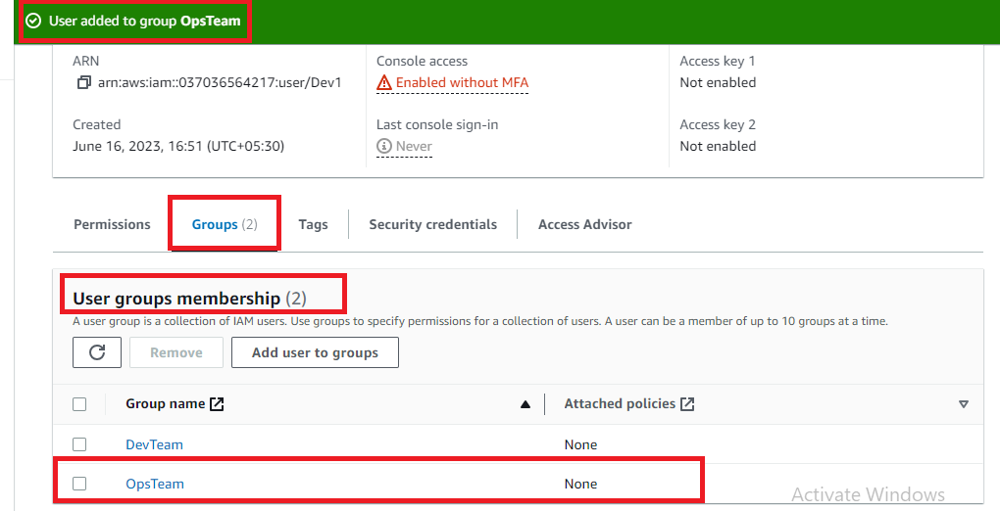 User added to group OpsTeam
ARN Console access Access key 1
arn:aws:iam::037036564217:user/Dev1 Enabled without MFA Not enabled
Created Last console sign-in Access key 2
June 16, 2023, 16:51 (UTC+05:30) Never Not enabled
Permissions Groups (2) Tags Security credentials Access Advisor
User groups membership (2)
A user group is a collection of IAM users. Use groups to specify permissions for a collection of users. A user can be a member of up to 10 groups at a time.
Remove Add user to groups
Group name Attached policies
DevTeam None
OpsTeam None
Activate Windows